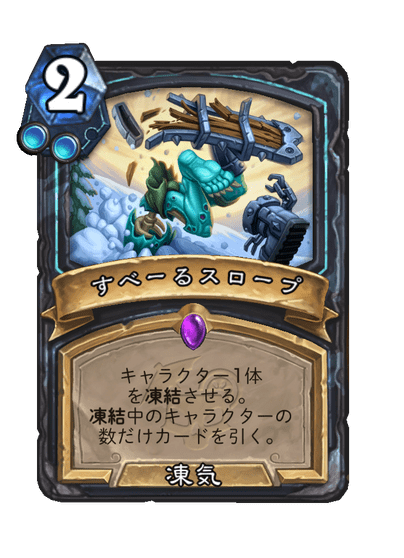 2
すべーるスロープ
キャラクター1体
を凍結させる。
凍結中のキャラクターの
数だけカードを引く。
凍気